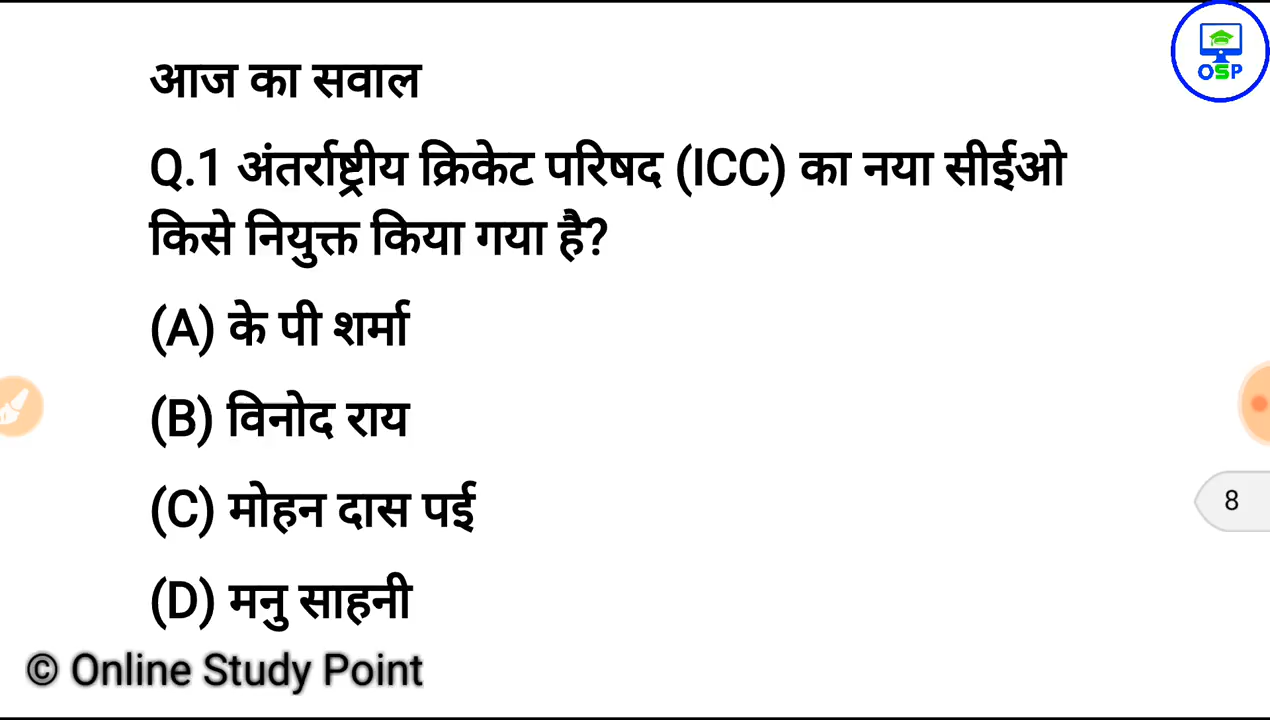 OSP
आज का सवाल
Q.1 अंतर्राष्ट्रीय क्रिकेट परिषद (ICC) का नया सीईओ
किसे नियुक्त किया गया है?
(A) के पी शर्मा
(B) विनोद राय
(C) मोहन दास पई
8
(D) मनु साहनी
© Online Study Point